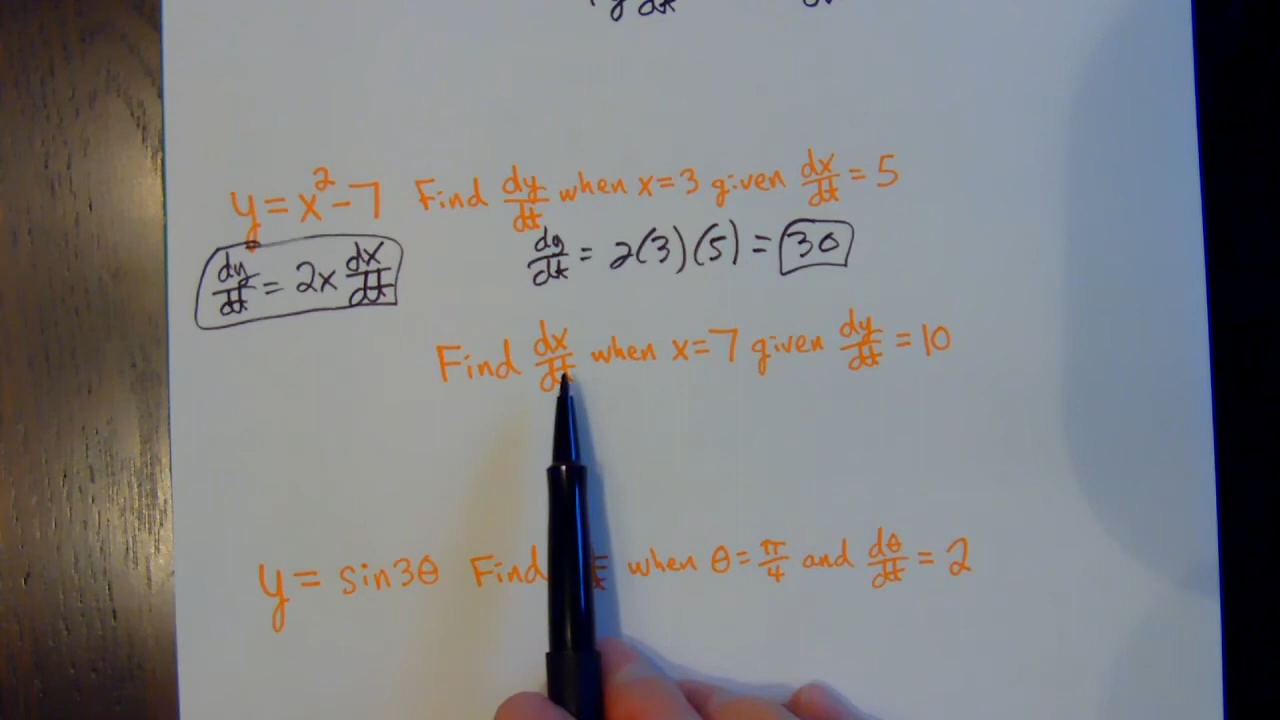 y = x² - 7 Find dy/dt when x = 3 given dx/dt = 5
dy/dt = 2x dx/dt
dy/dt = 2(3)(5) = 30
Find dx/dt when x = 7 given dy/dt = 10
y = sin3θ Find when θ = π/4 and dθ/dt = 2